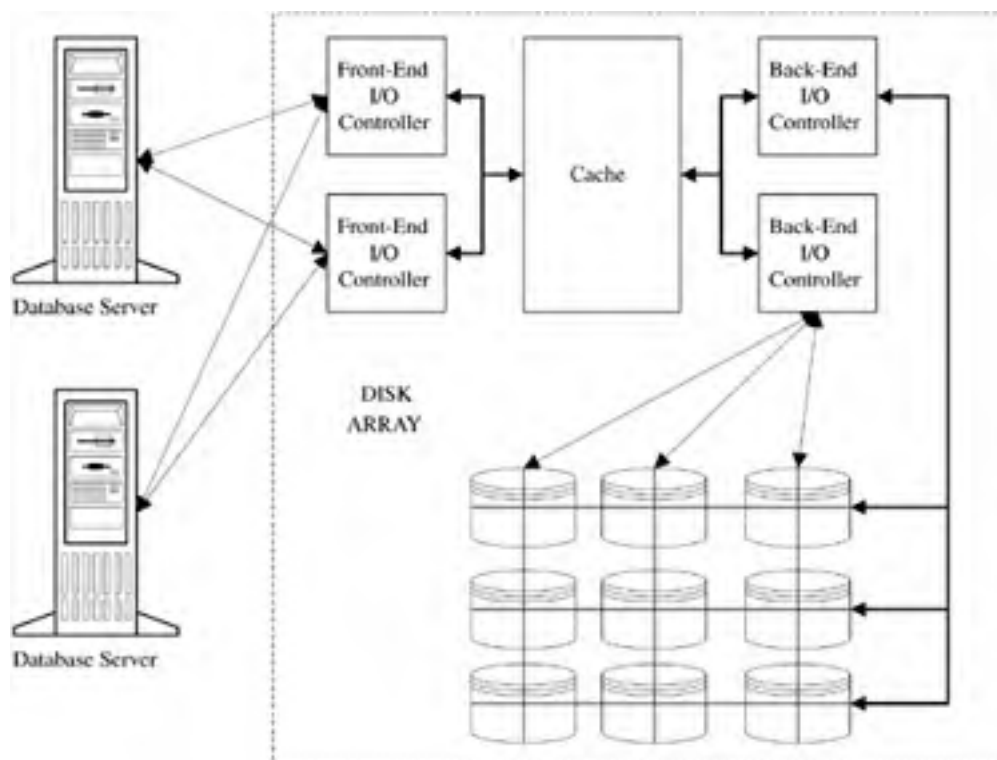 Front-End
I/O
Controller
Cache
Back-End
I/O
Controller
Front-End
I/O
Controller
Back-End
I/O
Controller
Database Server
DISK
ARRAY
Database Server